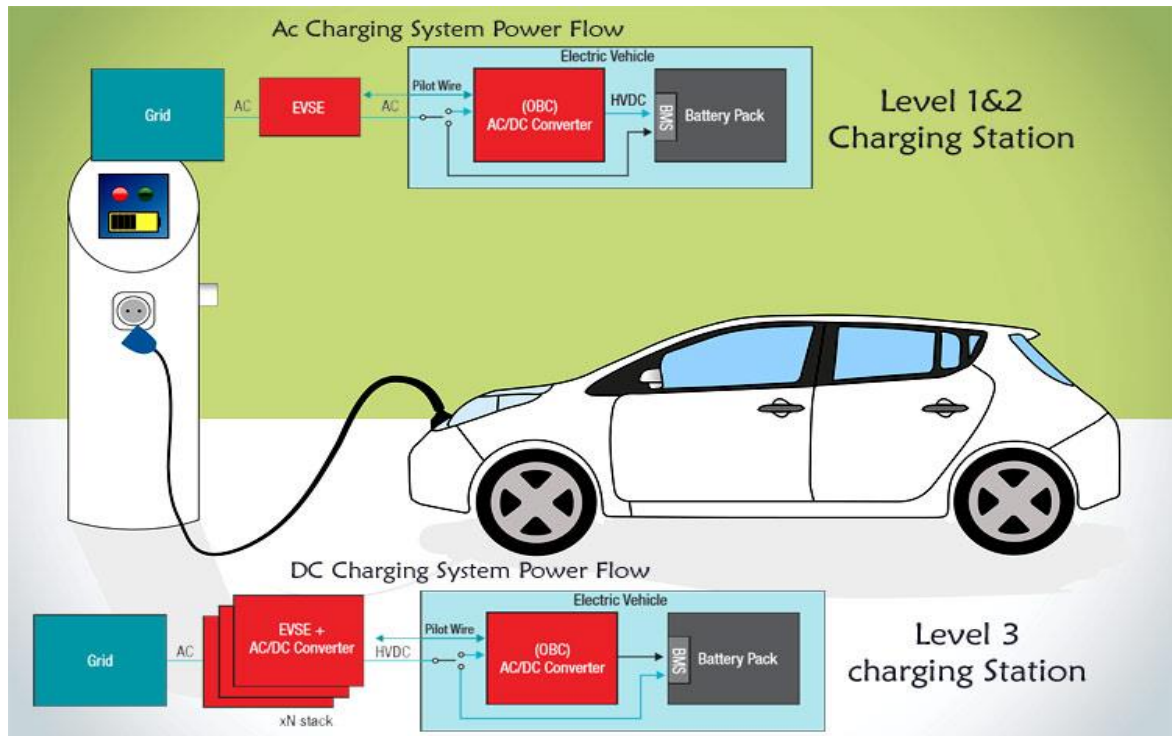 Ac Charging System Power Flow
Electric Vehicle
Grid
AC
EVSE
Pilot Wire
AC
(OBC)
AC/DC Converter
HVDC
BMS
Battery Pack
Level 1&2
Charging Station
DC Charging System Power Flow
Electric Vehicle
Grid
AC
EVSE +
AC/DC Converter
xN stack
Pilot Wire
HVDC
(OBC)
AC/DC Converter
BMS
Battery Pack
Level 3
charging Station